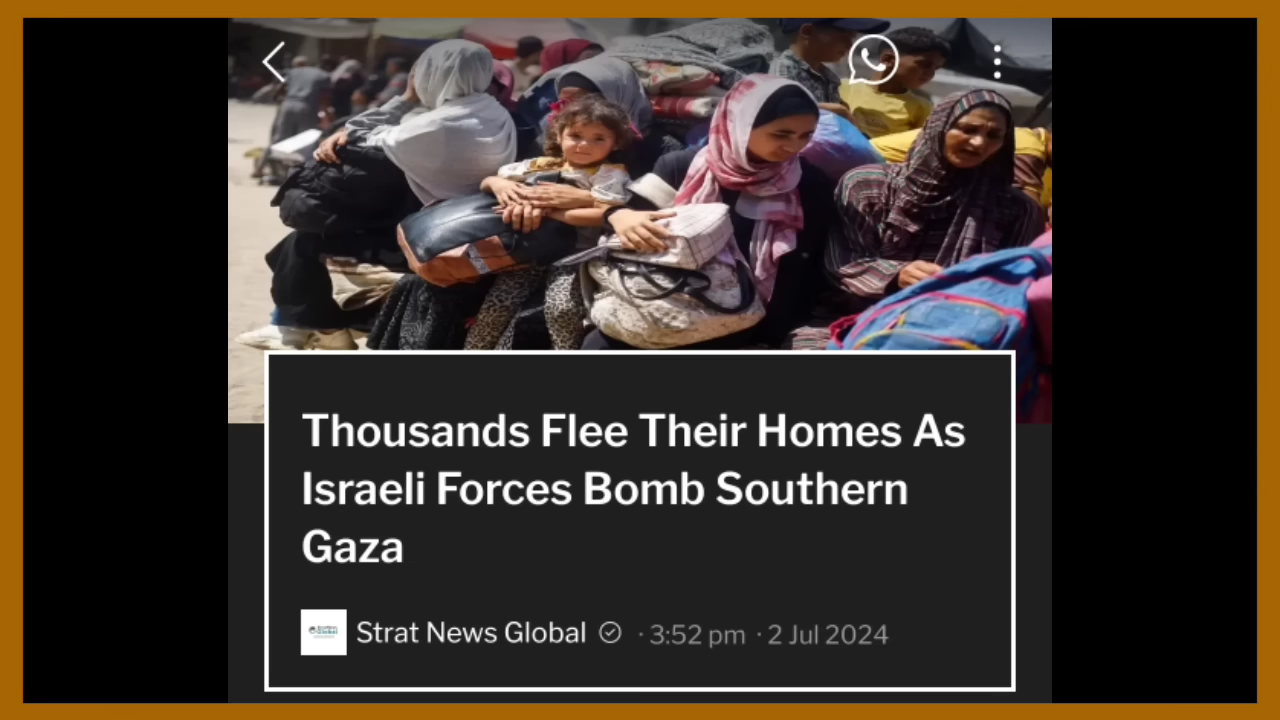 Thousands Flee Their Homes As
Israeli Forces Bomb Southern
Gaza
Strat News Global · 3:52 pm · 2 Jul 2024